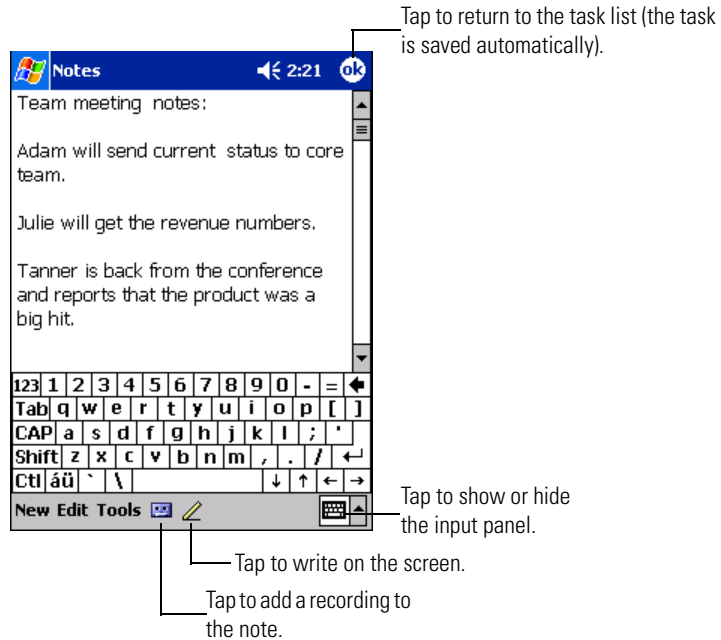 Tap to return to the task list (the task
is saved automatically).
Notes 2:21 ok
Team meeting notes:
Adam will send current status to core
team.
Julie will get the revenue numbers.
Tanner is back from the conference
and reports that the product was a
big hit.
123 1 2 3 4 5 6 7 8 9 0 - =
Tab q w e r t y u i o p [ ]
CAP a s d f g h j k l ; '
Shift z x c v b n m , . /
Ctl áü ` \
New Edit Tools
Tap to show or hide
the input panel.
Tap to write on the screen.
Tap to add a recording to
the note.